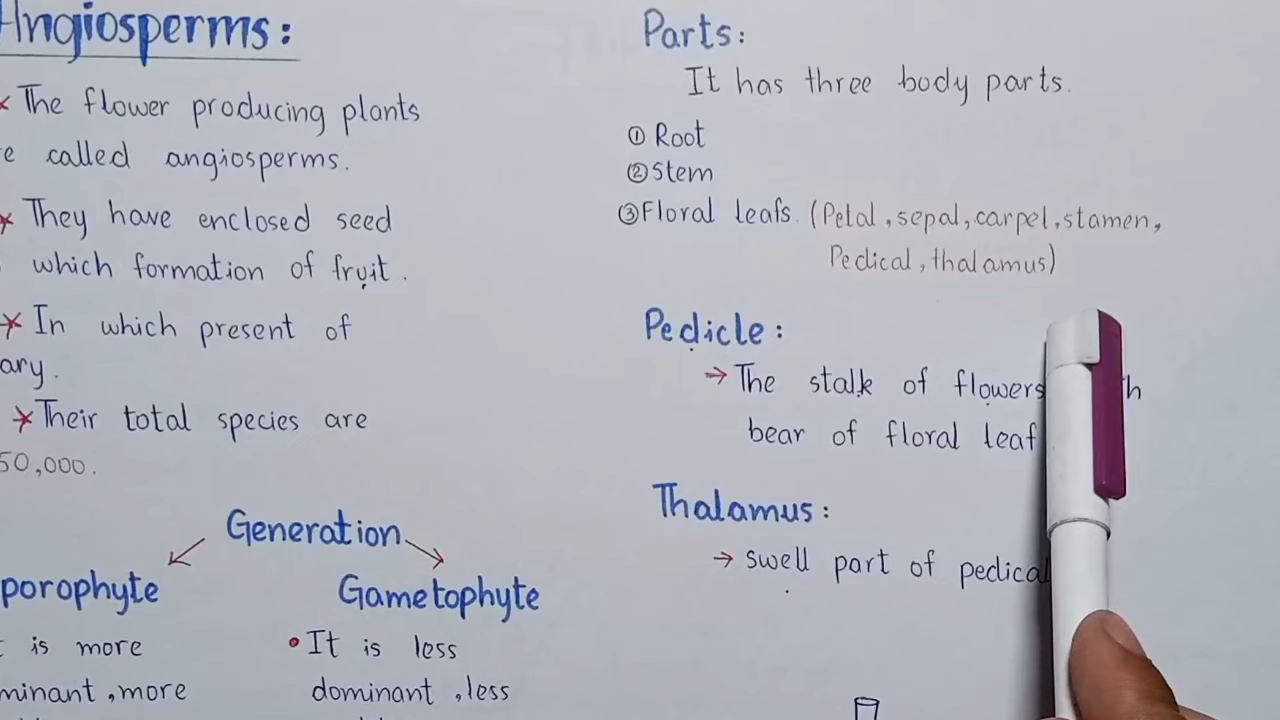 Angiosperms:
The flower producing plants
called angiosperms.
They have enclosed seed
which formation of fruit.
In which present of
Their total species are
50,000.
Generation
Gametophyte
is more
It is less
, more
dominant, less
Parts:
It has three body parts.
① Root
② Stem
③ Floral leafs. (Petal, sepal, carpel, stamen,
Pedical, thalamus)
Pedicle:
→ The stalk of flowers
bear of floral leaf
Thalamus:
→ swell part of pedical